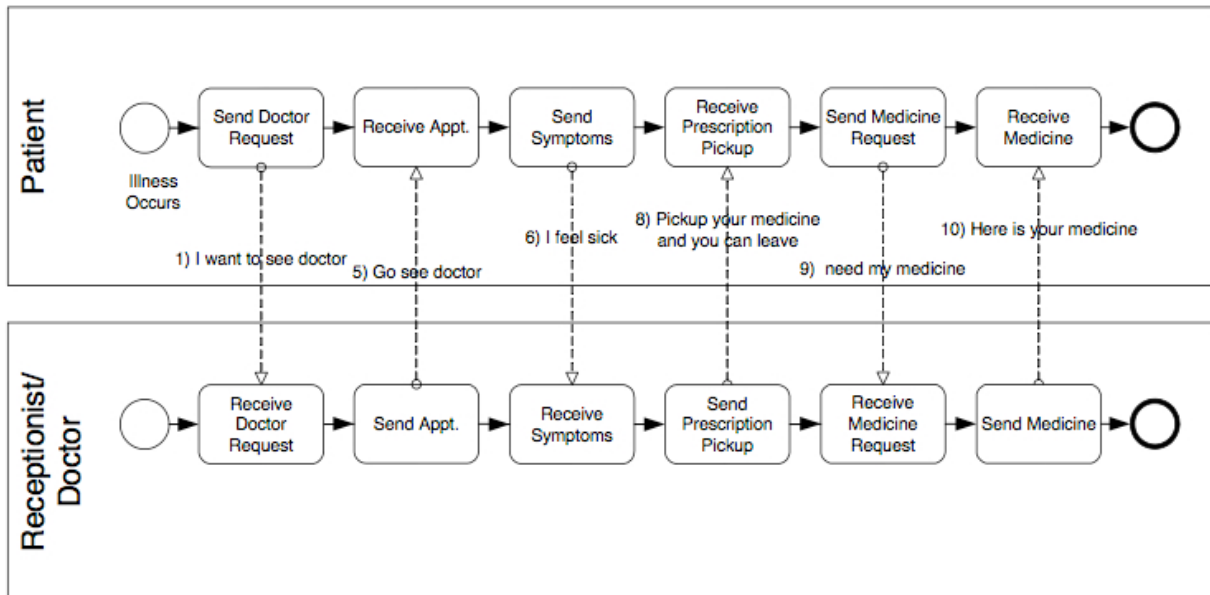 Patient
Send Doctor
Request
Receive Appt.
Send
Symptoms
Receive
Prescription
Pickup
Send Medicine
Request
Receive
Medicine
Illness
Occurs
1) I want to see doctor
5) Go see doctor
6) I feel sick
8) Pickup your medicine
and you can leave
9) need my medicine
10) Here is your medicine
Receptionist/
Doctor
Receive
Doctor
Request
Send Appt.
Receive
Symptoms
Send
Prescription
Pickup
Receive
Medicine
Request
Send Medicine